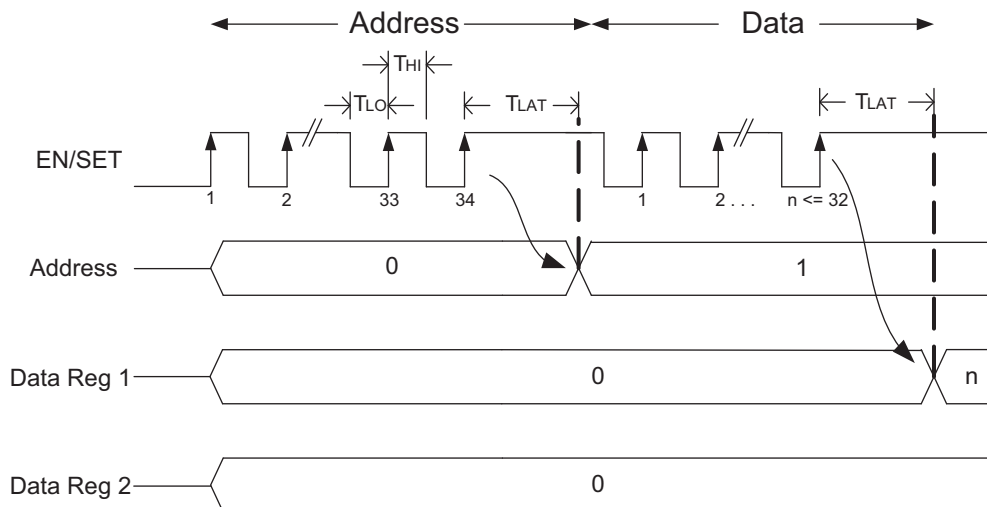 Address Data
THI
TLO TLAT TLAT
EN/SET
1 2 33 34 1 2 . . . n <= 32
Address 0 1
Data Reg 1 0 n
Data Reg 2 0